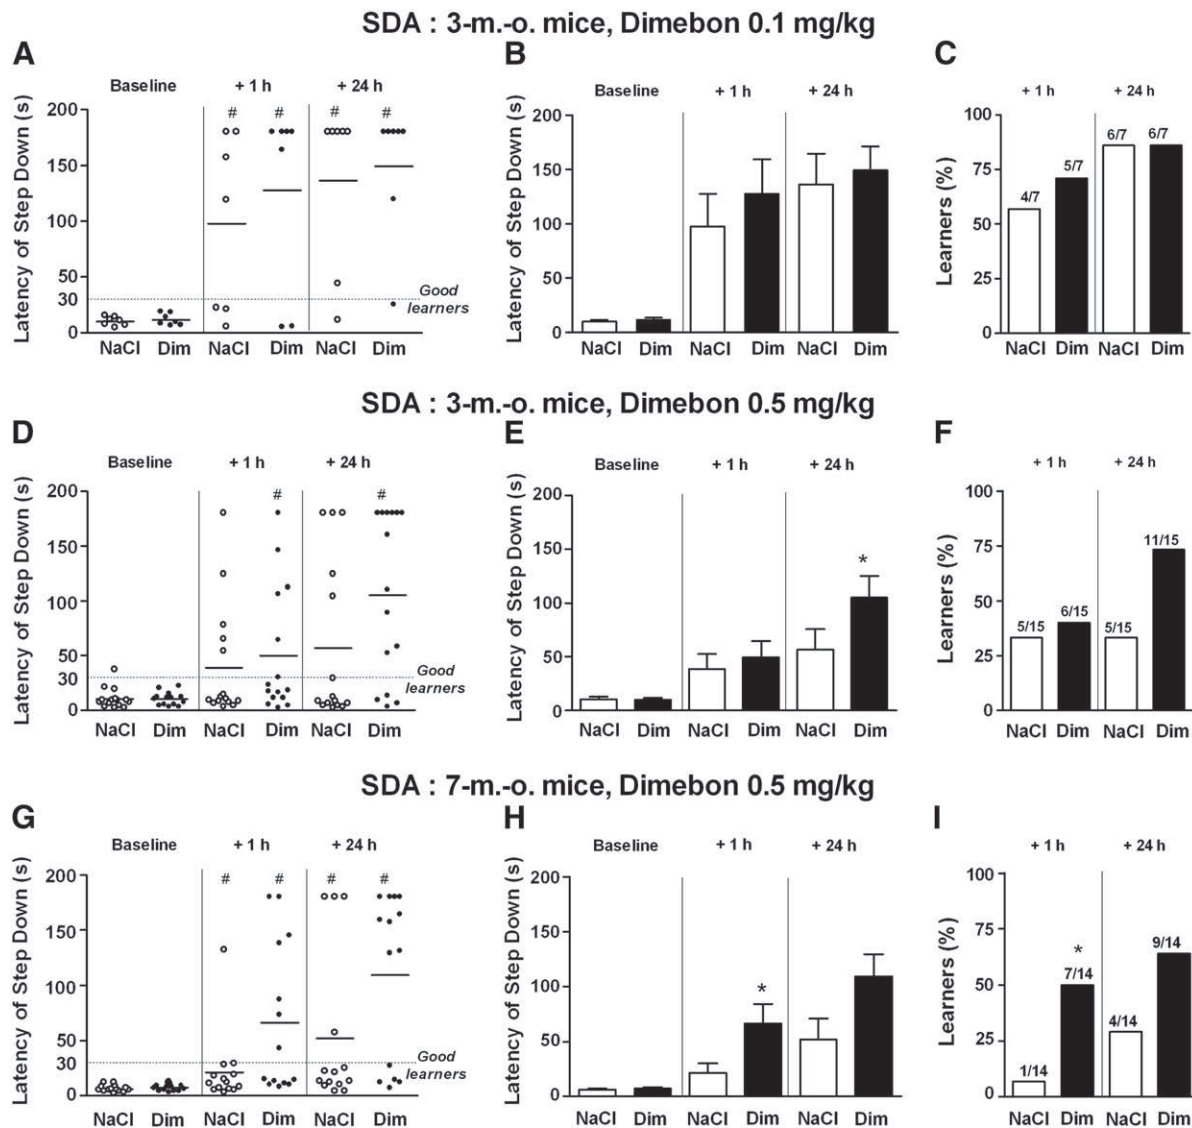 SDA : 3-m.-o. mice, Dimebon 0.1 mg/kg
A
Baseline
+ 1 h
+ 24 h
Latency of Step Down (s)
200
150
100
50
30
0
# # # #
Good
learners
NaCl Dim NaCl Dim NaCl Dim
B
Baseline
+ 1 h
+ 24 h
Latency of Step Down (s)
200
150
100
50
0
NaCl Dim NaCl Dim NaCl Dim
C
+ 1 h
+ 24 h
Learners (%)
100
75
50
25
0
4/7 5/7 6/7 6/7
NaCl Dim NaCl Dim
SDA : 3-m.-o. mice, Dimebon 0.5 mg/kg
D
Baseline
+ 1 h
+ 24 h
Latency of Step Down (s)
200
150
100
50
30
0
# #
Good
learners
NaCl Dim NaCl Dim NaCl Dim
E
Baseline
+ 1 h
+ 24 h
Latency of Step Down (s)
200
150
100
50
0
*
NaCl Dim NaCl Dim NaCl Dim
F
+ 1 h
+ 24 h
Learners (%)
100
75
50
25
0
5/15 6/15 5/15 11/15
NaCl Dim NaCl Dim
SDA : 7-m.-o. mice, Dimebon 0.5 mg/kg
G
Baseline
+ 1 h
+ 24 h
Latency of Step Down (s)
200
150
100
50
30
0
# # # #
Good
learners
NaCl Dim NaCl Dim NaCl Dim
H
Baseline
+ 1 h
+ 24 h
Latency of Step Down (s)
200
150
100
50
0
*
NaCl Dim NaCl Dim NaCl Dim
I
+ 1 h
+ 24 h
Learners (%)
100
75
50
25
0
*
1/14 7/14 4/14 9/14
NaCl Dim NaCl Dim